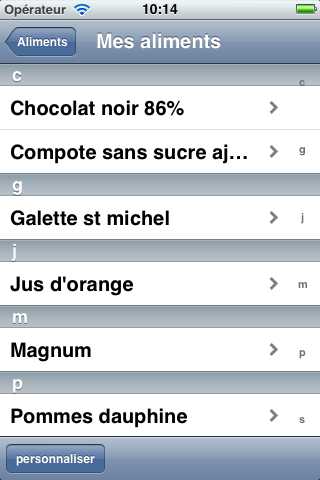 Opérateur 10:14
Aliments Mes aliments
c
Chocolat noir 86%
Compote sans sucre aj...
g
Galette st michel
j
Jus d'orange
m
Magnum
p
Pommes dauphine
c
g
j
m
p
s
personnaliser